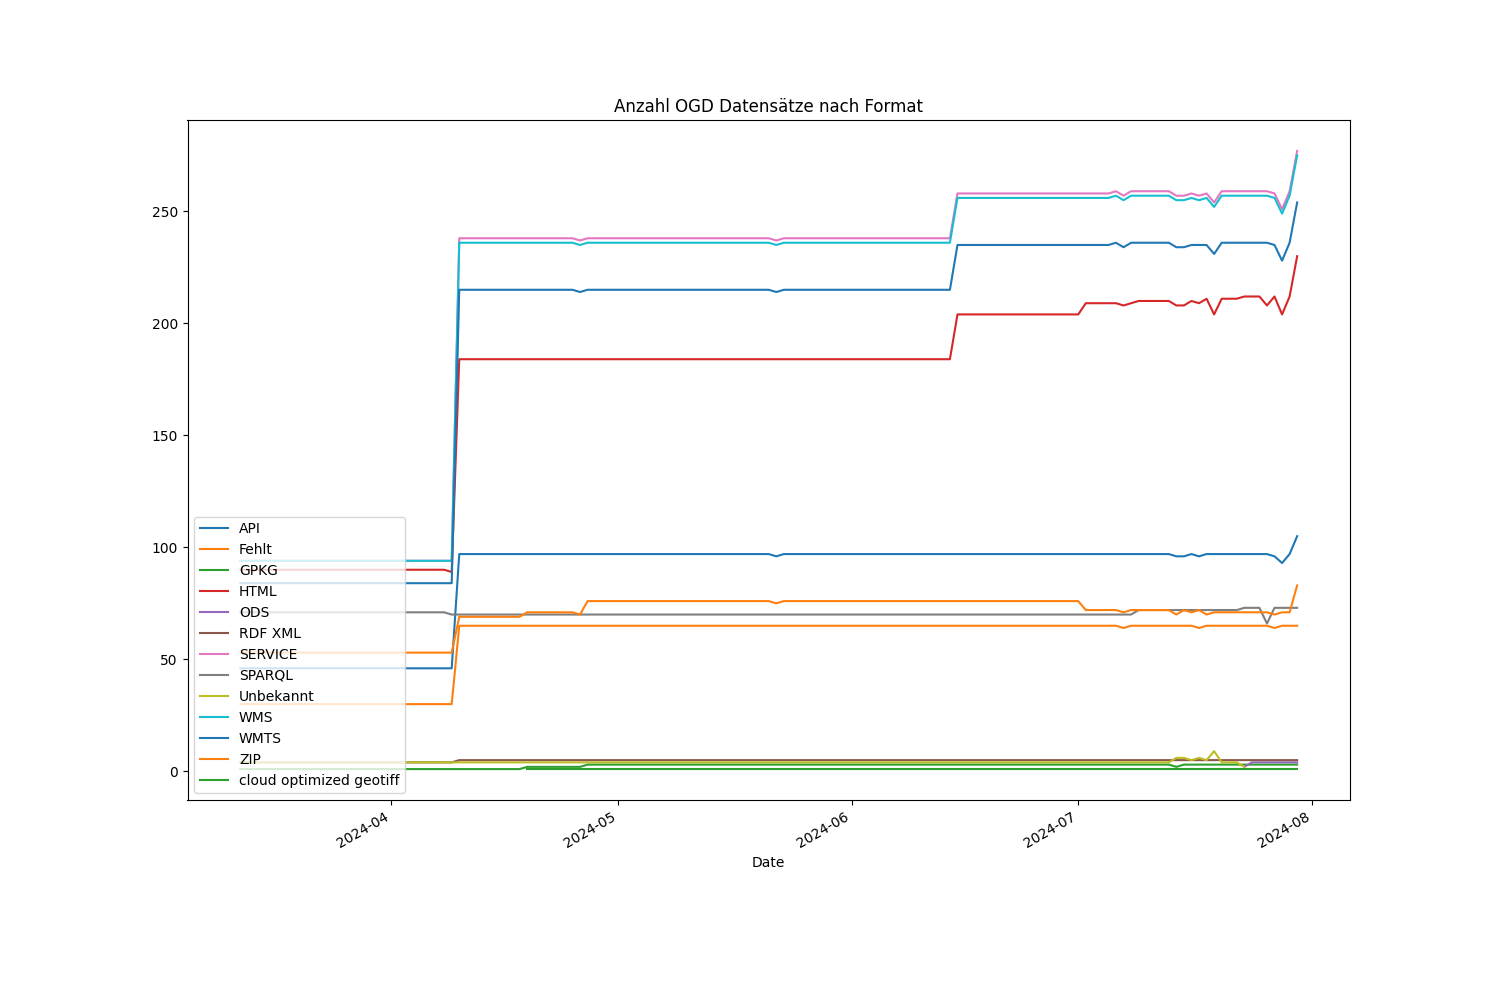 Anzahl OGD Datensätze nach Format
250
200
150
100
50
0
API
Fehlt
GPKG
HTML
ODS
RDF XML
SERVICE
SPARQL
Unbekannt
WMS
WMTS
ZIP
cloud optimized geotiff
2024-04
2024-05
2024-06
2024-07
2024-08
Date